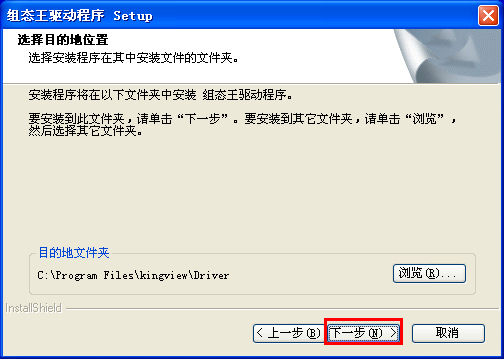 组态王驱动程序 Setup
选择目的地位置
选择安装程序在其中安装文件的文件夹。
安装程序将在以下文件夹中安装 组态王驱动程序。
要安装到此文件夹，请单击“下一步”。要安装到其它文件夹，请单击“浏览”，
然后选择其它文件夹。
目的地文件夹
C:\Program Files\kingview\Driver
浏览(R)...
InstallShield
< 上一步(B)
下一步(N) >
取消